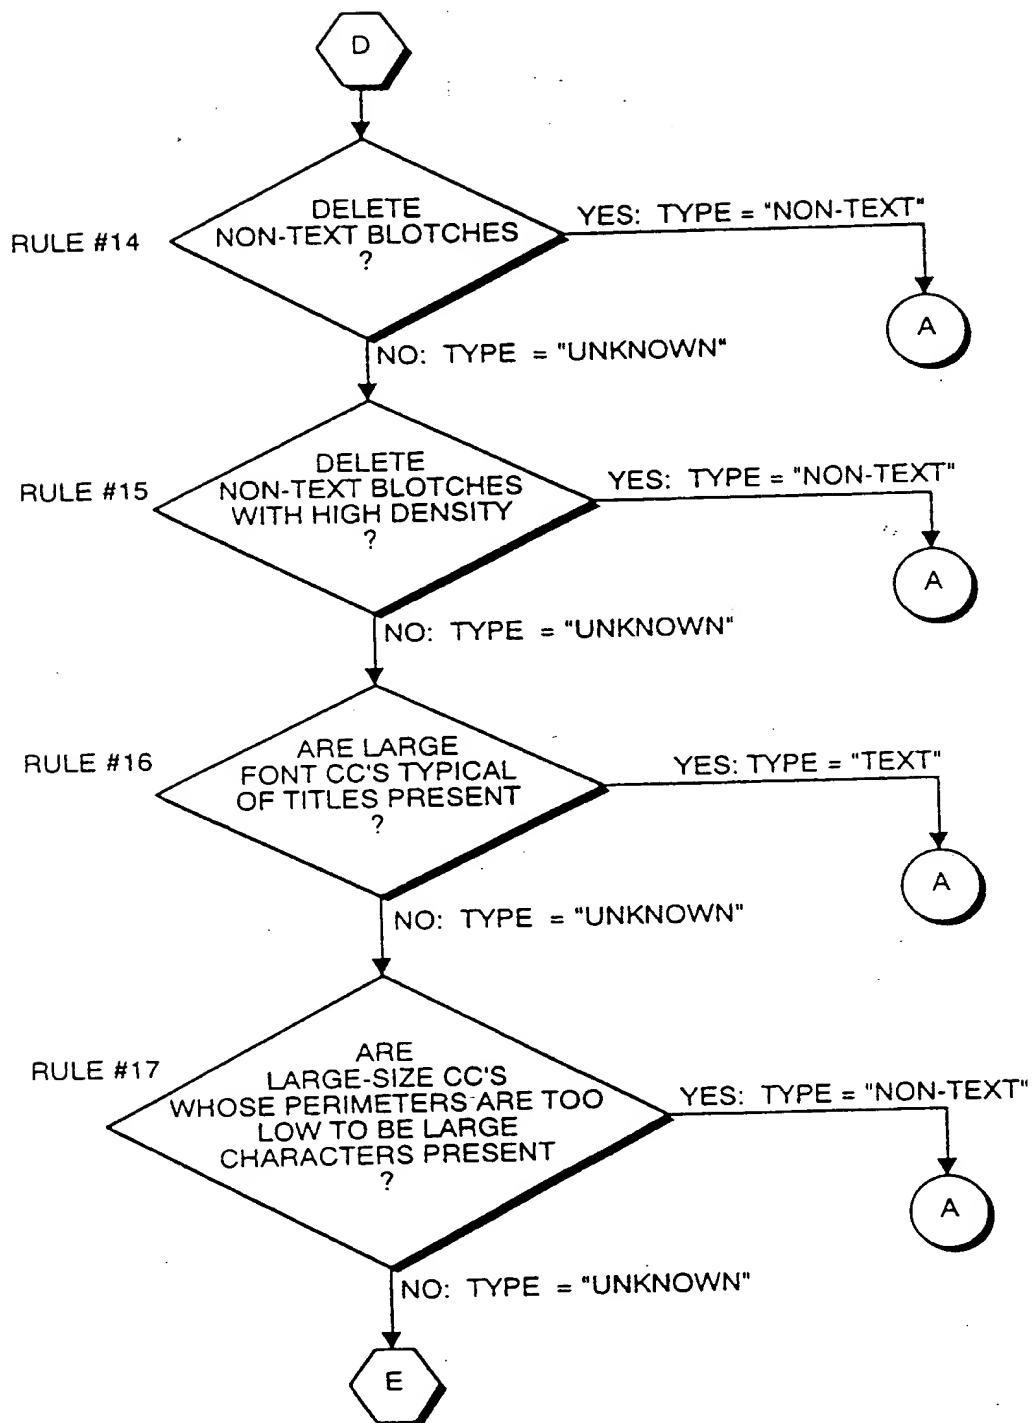 D
DELETE
NON-TEXT BLOTCHES
?
RULE #14
YES: TYPE = "NON-TEXT"
A
NO: TYPE = "UNKNOWN"
DELETE
NON-TEXT BLOTCHES
WITH HIGH DENSITY
?
RULE #15
YES: TYPE = "NON-TEXT"
A
NO: TYPE = "UNKNOWN"
ARE LARGE
FONT CC'S TYPICAL
OF TITLES PRESENT
?
RULE #16
YES: TYPE = "TEXT"
A
NO: TYPE = "UNKNOWN"
ARE
LARGE-SIZE CC'S
WHOSE PERIMETERS ARE TOO
LOW TO BE LARGE
CHARACTERS PRESENT
?
RULE #17
YES: TYPE = "NON-TEXT"
A
NO: TYPE = "UNKNOWN"
E